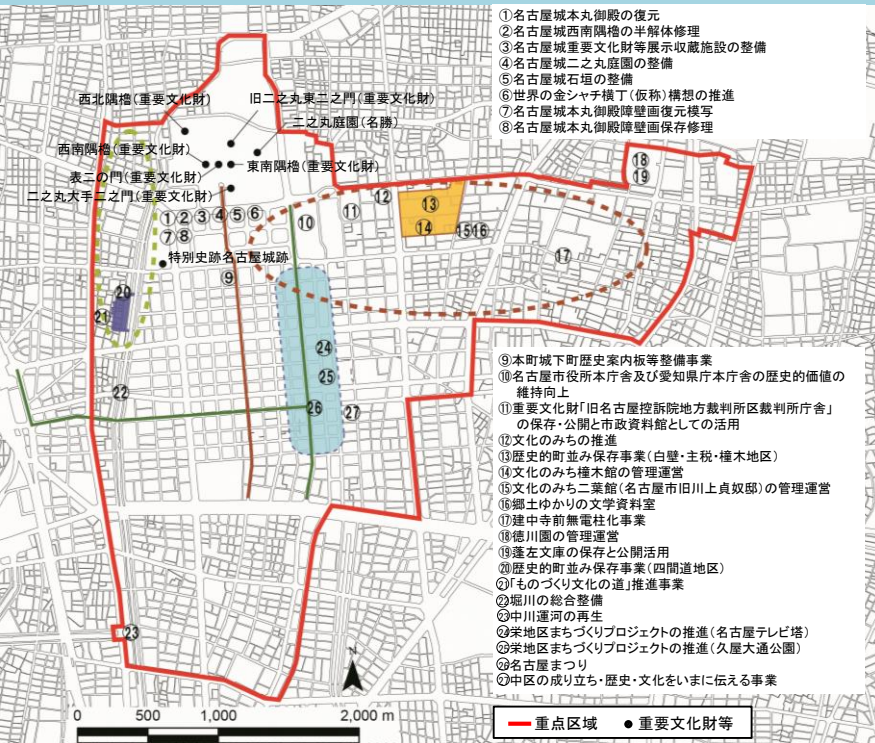 ①名古屋城本丸御殿の復元
②名古屋城西南隅櫓の半解体修理
③名古屋城重要文化財等展示収蔵施設の整備
④名古屋城二之丸庭園の整備
⑤名古屋城石垣の整備
⑥世界の金シャチ横丁(仮称)構想の推進
⑦名古屋城本丸御殿障壁画復元模写
⑧名古屋城本丸御殿障壁画保存修理
西北隅櫓(重要文化財)
旧二之丸東二之門(重要文化財)
二之丸庭園(名勝)
西南隅櫓(重要文化財)
東南隅櫓(重要文化財)
表二の門(重要文化財)
二之丸大手二之門(重要文化財)
⑱
⑲
①②③④⑤⑥
⑦⑧
⑩
⑪
⑫
⑬
⑭
⑮⑯
⑰
特別史跡名古屋城跡
⑨
⑳
㉑
㉒
㉔
㉕
㉖
㉗
㉓
⑨本町城下町歴史案内板等整備事業
⑩名古屋市役所本庁舎及び愛知県庁本庁舎の歴史的価値の
維持向上
⑪重要文化財「旧名古屋控訴院地方裁判所区裁判所庁舎」
の保存・公開と市政資料館としての活用
⑫文化のみちの推進
⑬歴史的町並み保存事業(白壁・主税・橦木地区)
⑭文化のみち橦木館の管理運営
⑮文化のみち二葉館(名古屋市旧川上貞奴邸)の管理運営
⑯郷土ゆかりの文学資料室
⑰建中寺前無電柱化事業
⑱徳川園の管理運営
⑲蓬左文庫の保存と公開活用
⑳歴史的町並み保存事業(四間道地区)
㉑「ものづくり文化の道」推進事業
㉒堀川の総合整備
㉓中川運河の再生
㉔栄地区まちづくりプロジェクトの推進(名古屋テレビ塔)
㉕栄地区まちづくりプロジェクトの推進(久屋大通公園)
㉖名古屋まつり
㉗中区の成り立ち・歴史・文化をいまに伝える事業
N
0 500 1,000 2,000 m
重点区域 ●重要文化財等